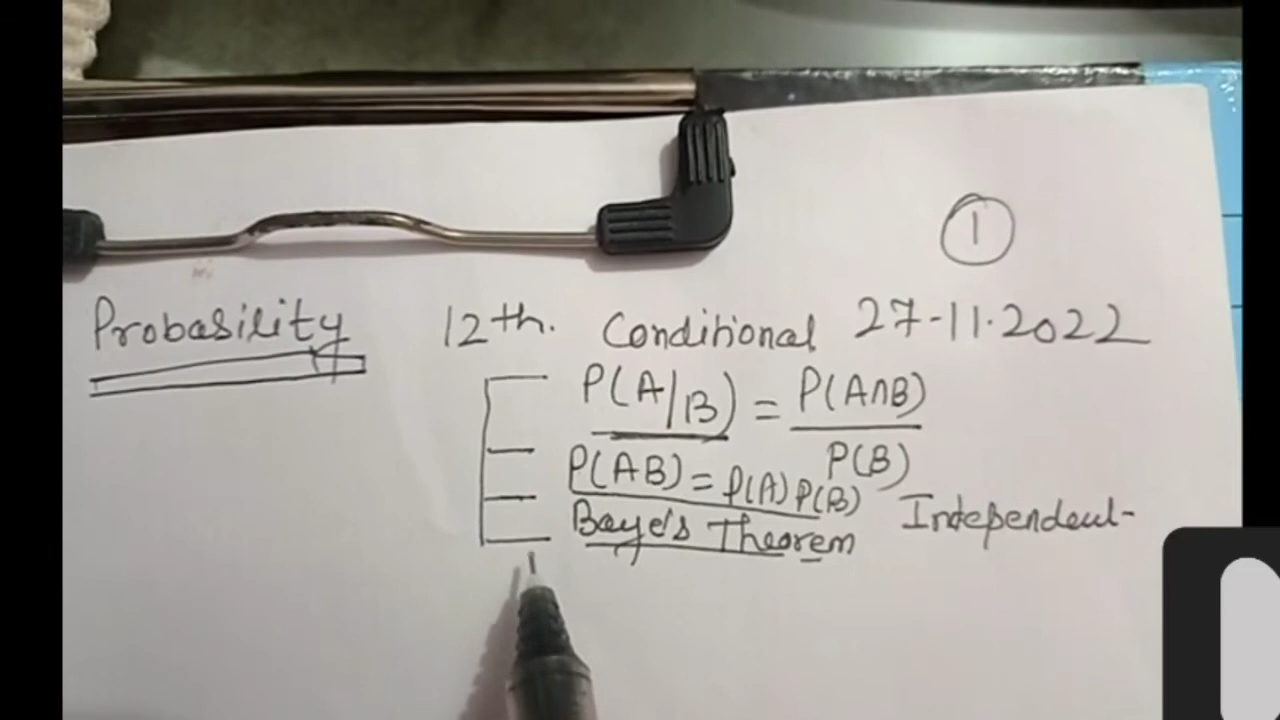 1
Probability 12th. Conditional 27-11.2022
P(A/B) = P(A∩B) / P(B)
P(AB) = P(A) P(B) Independent
Baye's Theorem